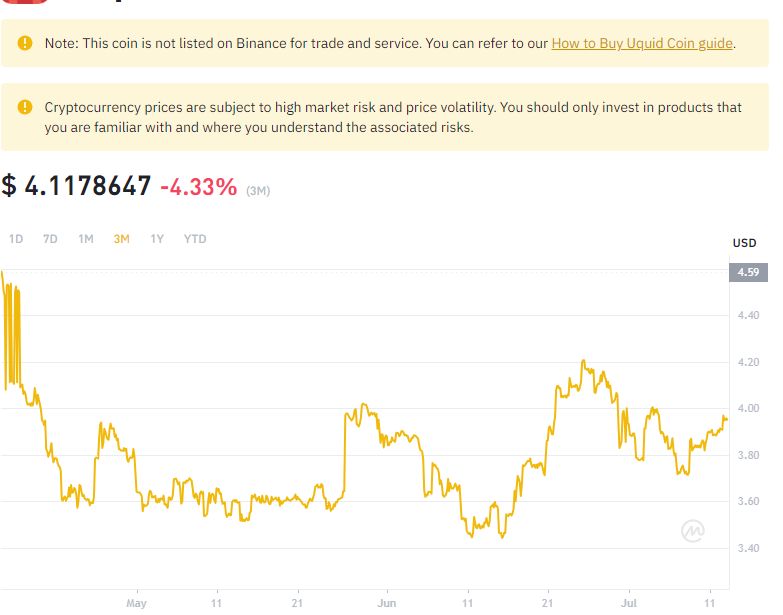 Note: This coin is not listed on Binance for trade and service. You can refer to our How to Buy Uquid Coin guide.
Cryptocurrency prices are subject to high market risk and price volatility. You should only invest in products that
you are familiar with and where you understand the associated risks.
$ 4.1178647 -4.33% (3M)
1D 7D 1M 3M 1Y YTD
USD
4.59
4.40
4.20
4.00
3.80
3.60
3.40
May 11 21 Jun 11 21 Jul 11